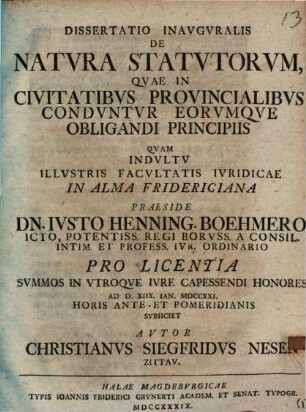 13
DISSERTATIO INAVGVRALIS
DE
NATVRA STATVTORVM,
QVAE IN
CIVITATIBVS PROVINCIALIBVS
CONDVNTVR EORVMQVE
OBLIGANDI PRINCIPIIS
QVAM
INDVLTV
ILLVSTRIS FACVLTATIS IVRIDICAE
IN ALMA FRIDERICIANA
PRAESIDE
DN. IVSTO HENNING. BOEHMERO
ICTO, POTENTISS. REGI BORVSS. A CONSIL.
INTIM. ET PROFESS. IVR. ORDINARIO
PRO LICENTIA
SVMMOS IN VTROQVE IVRE CAPESSENDI HONORES
AD D. XIIX. IAN. MDCCXXI.
HORIS ANTE- ET POMERIDIANIS
SVBIICIET
AVTOR
CHRISTIANVS SIEGFRIDVS NESEN
ZITTAV.
HALAE MAGDEBVRGICAE
TYPIS IOANNIS FRIDERICI GRVNERTI ACADEM. ET SENAT. TYPOGR.
MDCCXXXIX.